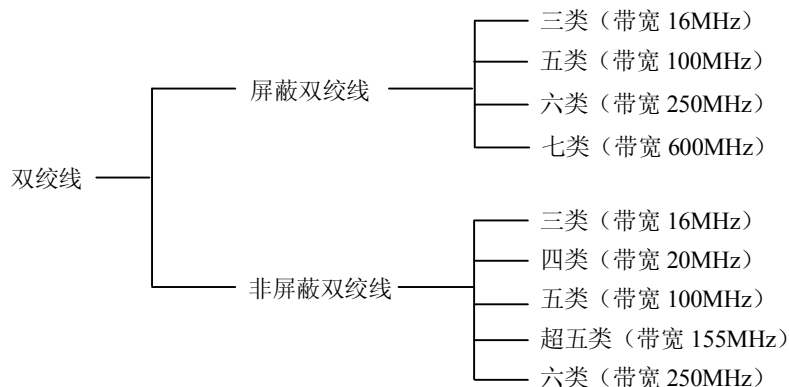 三类（带宽 16MHz）
五类（带宽 100MHz）
屏蔽双绞线
六类（带宽 250MHz）
七类（带宽 600MHz）
双绞线
三类（带宽 16MHz）
四类（带宽 20MHz）
非屏蔽双绞线
五类（带宽 100MHz）
超五类（带宽 155MHz）
六类（带宽 250MHz）